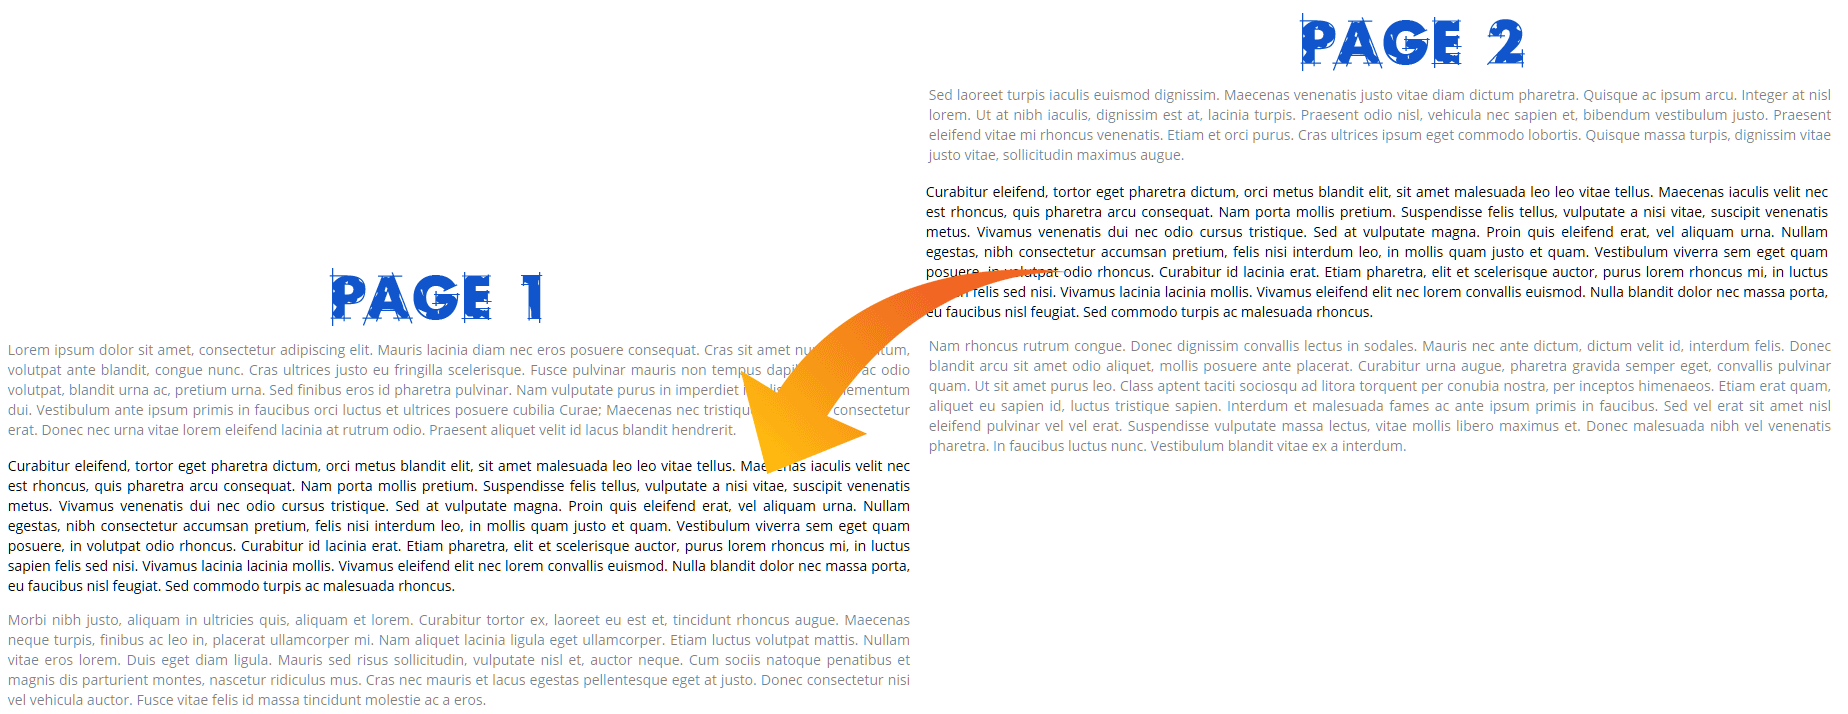 PAGE 1
Lorem ipsum dolor sit amet, consectetur adipiscing elit. Mauris lacinia diam nec eros posuere consequat. Cras sit amet
volutpat ante blandit, congue nunc. Cras ultrices justo eu fringilla scelerisque. Fusce pulvinar mauris non tempus ac odio
volutpat, blandit urna ac, pretium urna. Sed finibus eros id pharetra pulvinar. Nam vulputate purus in imperdiet
dui. Vestibulum ante ipsum primis in faucibus orci luctus et ultrices posuere cubilia Curae; Maecenas nec consectetur
erat. Donec nec urna vitae lorem eleifend lacinia at rutrum odio. Praesent aliquet velit id lacus blandit hendrerit.
Curabitur eleifend, tortor eget pharetra dictum, orci metus blandit elit, sit amet malesuada leo leo vitae tellus. Maecenas iaculis velit nec
est rhoncus, quis pharetra arcu consequat. Nam porta mollis pretium. Suspendisse felis tellus, vulputate a nisi vitae, suscipit venenatis
metus. Vivamus venenatis dui nec odio cursus tristique. Sed at vulputate magna. Proin quis eleifend erat, vel aliquam urna. Nullam
egestas, nibh consectetur accumsan pretium, felis nisi interdum leo, in mollis quam justo et quam. Vestibulum viverra sem eget quam
posuere, in volutpat odio rhoncus. Curabitur id lacinia erat. Etiam pharetra, elit et scelerisque auctor, purus lorem rhoncus mi, in luctus
sapien felis sed nisi. Vivamus lacinia lacinia mollis. Vivamus eleifend elit nec lorem convallis euismod. Nulla blandit dolor nec massa porta,
eu faucibus nisl feugiat. Sed commodo turpis ac malesuada rhoncus.
Morbi nibh justo, aliquam in ultricies quis, aliquam et lorem. Curabitur tortor ex, laoreet eu est et, tincidunt rhoncus augue. Maecenas
neque turpis, finibus ac leo in, placerat ullamcorper mi. Nam aliquet lacinia ligula eget ullamcorper. Etiam luctus volutpat mattis. Nullam
vitae eros lorem. Duis eget diam ligula. Mauris sed risus sollicitudin, vulputate nisl et, auctor neque. Cum sociis natoque penatibus et
magnis dis parturient montes, nascetur ridiculus mus. Cras nec mauris et lacus egestas pellentesque eget at justo. Donec consectetur nisi
vel vehicula auctor. Fusce vitae felis id massa tincidunt molestie ac a eros.
PAGE 2
Sed laoreet turpis iaculis euismod dignissim. Maecenas venenatis justo vitae diam dictum pharetra. Quisque ac ipsum arcu. Integer at nisl
lorem. Ut at nibh iaculis, dignissim est at, lacinia turpis. Praesent odio nisl, vehicula nec sapien et, bibendum vestibulum justo. Praesent
eleifend vitae mi rhoncus venenatis. Etiam et orci purus. Cras ultrices ipsum eget commodo lobortis. Quisque massa turpis, dignissim vitae
justo vitae, sollicitudin maximus augue.
Curabitur eleifend, tortor eget pharetra dictum, orci metus blandit elit, sit amet malesuada leo leo vitae tellus. Maecenas iaculis velit nec
est rhoncus, quis pharetra arcu consequat. Nam porta mollis pretium. Suspendisse felis tellus, vulputate a nisi vitae, suscipit venenatis
metus. Vivamus venenatis dui nec odio cursus tristique. Sed at vulputate magna. Proin quis eleifend erat, vel aliquam urna. Nullam
egestas, nibh consectetur accumsan pretium, felis nisi interdum leo, in mollis quam justo et quam. Vestibulum viverra sem eget quam
posuere, in volutpat odio rhoncus. Curabitur id lacinia erat. Etiam pharetra, elit et scelerisque auctor, purus lorem rhoncus mi, in luctus
felis sed nisi. Vivamus lacinia lacinia mollis. Vivamus eleifend elit nec lorem convallis euismod. Nulla blandit dolor nec massa porta,
eu faucibus nisl feugiat. Sed commodo turpis ac malesuada rhoncus.
Nam rhoncus rutrum congue. Donec dignissim convallis lectus in sodales. Mauris nec ante dictum, dictum velit id, interdum felis. Donec
blandit arcu sit amet odio aliquet, mollis posuere ante placerat. Curabitur urna augue, pharetra gravida semper eget, convallis pulvinar
quam. Ut sit amet purus leo. Class aptent taciti sociosqu ad litora torquent per conubia nostra, per inceptos himenaeos. Etiam erat quam,
aliquet eu sapien id, luctus tristique sapien. Interdum et malesuada fames ac ante ipsum primis in faucibus. Sed vel erat sit amet nisl
eleifend pulvinar vel vel erat. Suspendisse vulputate massa lectus, vitae mollis libero maximus et. Donec malesuada nibh vel venenatis
pharetra. In faucibus luctus nunc. Vestibulum blandit vitae ex a interdum.